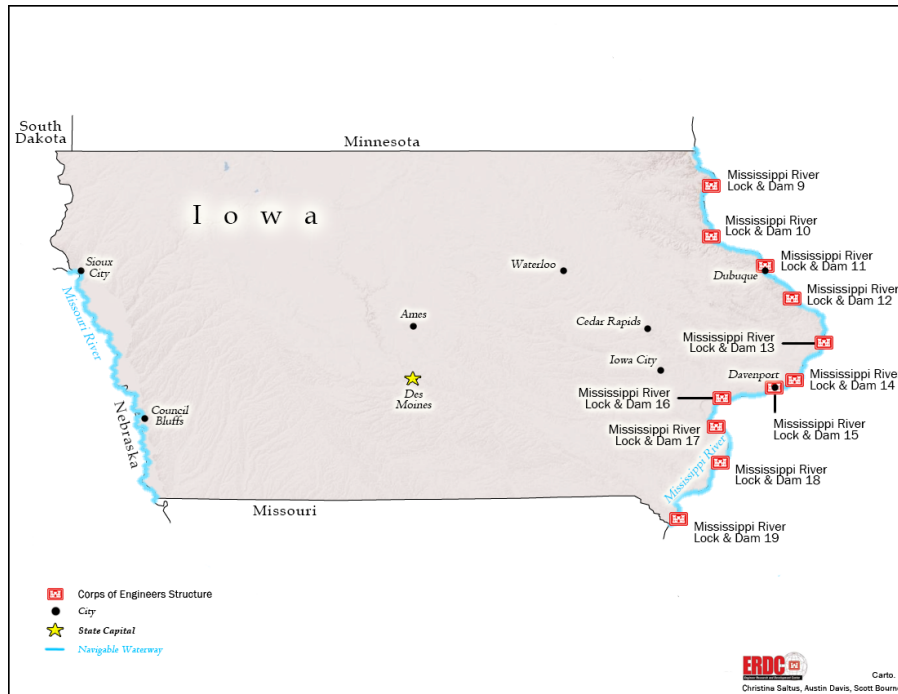 South
Dakota
Minnesota
Mississippi River
Lock & Dam 9
Iowa
Mississippi River
Lock & Dam 10
Sioux
City
Waterloo
Mississippi River
Lock & Dam 11
Dubuque
Mississippi River
Lock & Dam 12
Missouri River
Ames
Cedar Rapids
Mississippi River
Lock & Dam 13
Iowa City
Davenport
Mississippi River
Lock & Dam 14
Des
Moines
Mississippi River
Lock & Dam 16
Nebraska
Council
Bluffs
Mississippi River
Lock & Dam 15
Mississippi River
Lock & Dam 17
Mississippi River
Mississippi River
Lock & Dam 18
Missouri
Mississippi River
Lock & Dam 19
Corps of Engineers Structure
City
State Capital
Navigable Waterway
ERDC
Carto.
Christina Saltus, Austin Davis, Scott Bourn